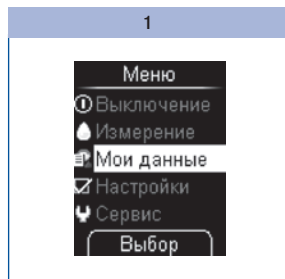 1
Меню
Выключение
Измерение
Мои данные
Настройки
Сервис
Выбор